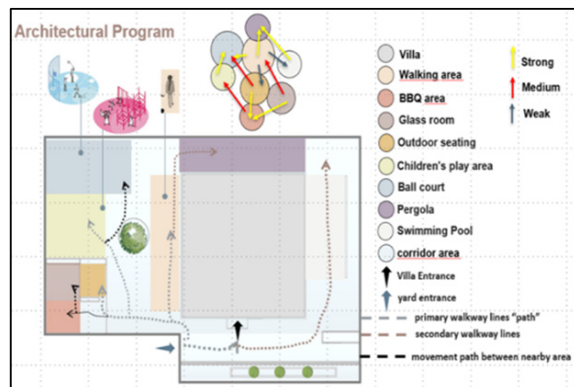 Architectural Program
Villa
Walking area
BBQ area
Glass room
Outdoor seating
Children's play area
Ball court
Pergola
Swimming Pool
corridor area
Villa Entrance
yard entrance
primary walkway lines "path"
secondary walkway lines
movement path between nearby area
Strong
Medium
Weak